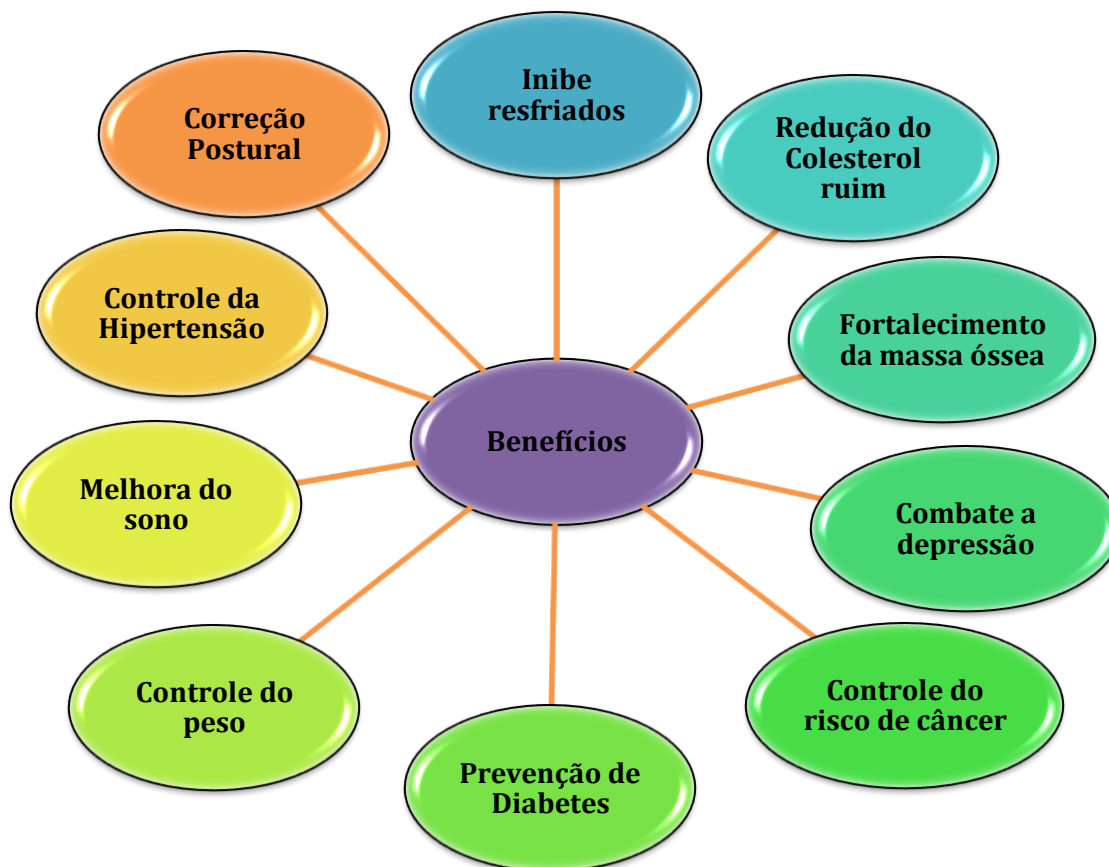 Inibe
resfriados
Correção
Postural
Redução do
Colesterol
ruim
Controle da
Hipertensão
Fortalecimento
da massa óssea
Benefícios
Melhora do
sono
Combate a
depressão
Controle do
peso
Controle do
risco de câncer
Prevenção de
Diabetes